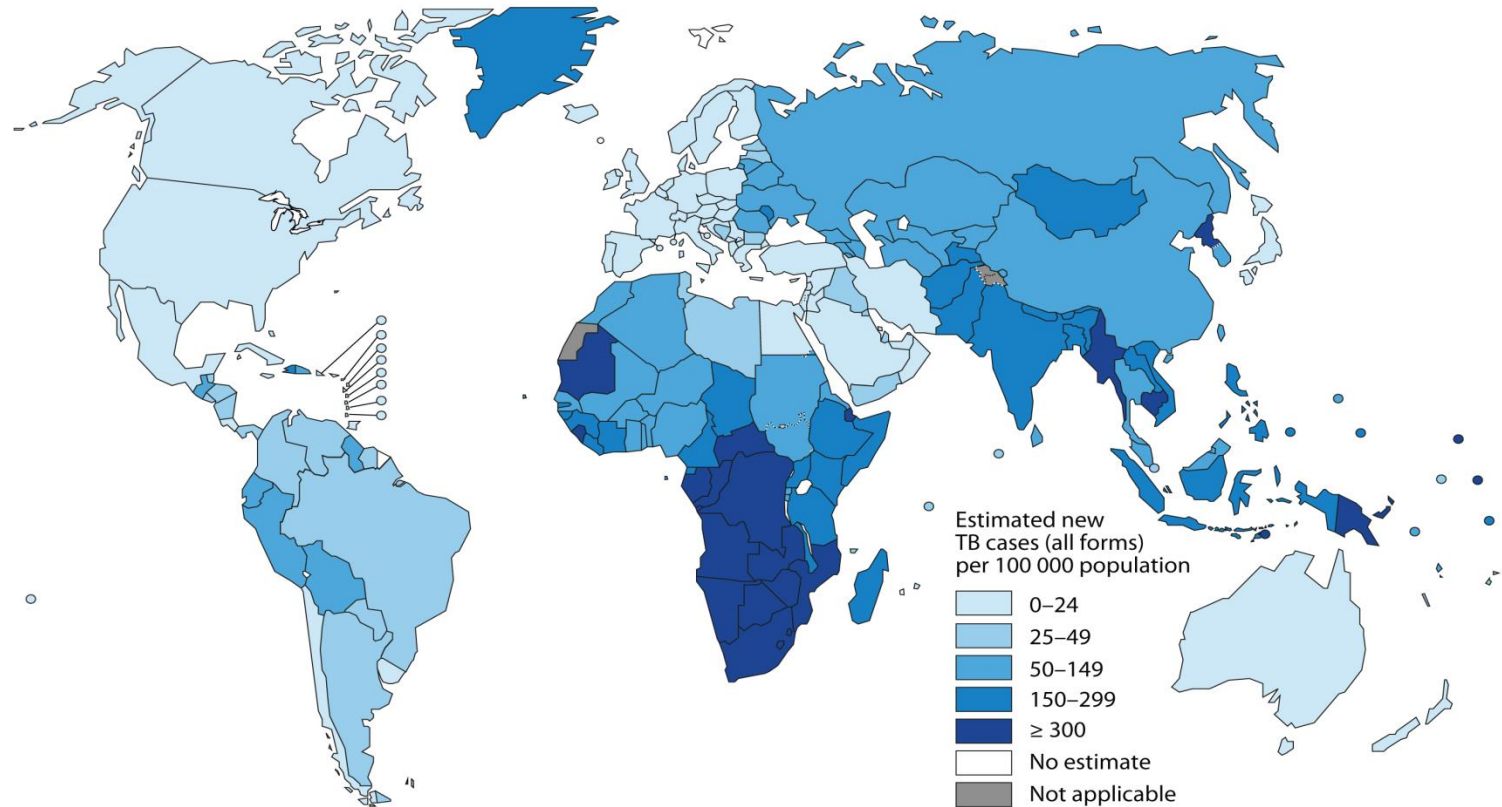 Estimated new
TB cases (all forms)
per 100 000 population
0–24
25–49
50–149
150–299
≥ 300
No estimate
Not applicable